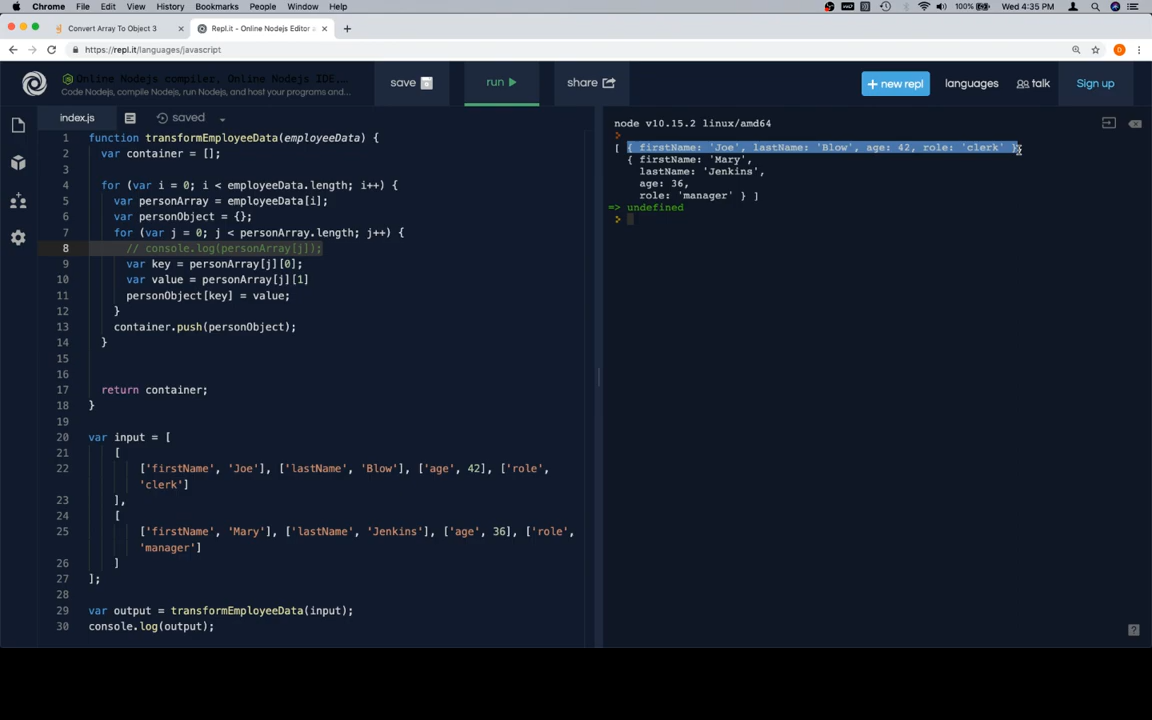 Chrome File Edit View History Bookmarks People Window Help 100% Wed 4:35 PM
Convert Array To Object 3 × Repl.it - Online Nodejs Editor a × +
https://repl.it/languages/javascript
Online Nodejs compiler, Online Nodejs IDE...
Code Nodejs, compile Nodejs, run Nodejs, and host your programs and...
save run share + new repl languages talk Sign up
index.js saved
1 function transformEmployeeData(employeeData) {
2 var container = [];
3
4 for (var i = 0; i < employeeData.length; i++) {
5 var personArray = employeeData[i];
6 var personObject = {};
7 for (var j = 0; j < personArray.length; j++) {
8 // console.log(personArray[j]);
9 var key = personArray[j][0];
10 var value = personArray[j][1]
11 personObject[key] = value;
12 }
13 container.push(personObject);
14 }
15
16
17 return container;
18 }
19
20 var input = [
21 [
22 ['firstName', 'Joe'], ['lastName', 'Blow'], ['age', 42], ['role',
'clerk']
23 ],
24 [
25 ['firstName', 'Mary'], ['lastName', 'Jenkins'], ['age', 36], ['role',
'manager']
26 ]
27 ];
28
29 var output = transformEmployeeData(input);
30 console.log(output);
node v10.15.2 linux/amd64
[ { firstName: 'Joe', lastName: 'Blow', age: 42, role: 'clerk' },
{ firstName: 'Mary',
lastName: 'Jenkins',
age: 36,
role: 'manager' } ]
=> undefined
?